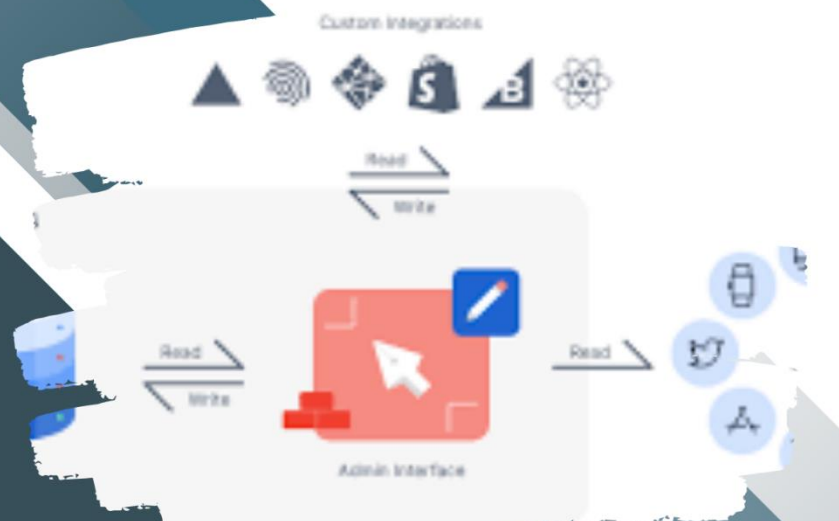 Custom Integrations
Read
Write
Read
Write
Read
Admin Interface